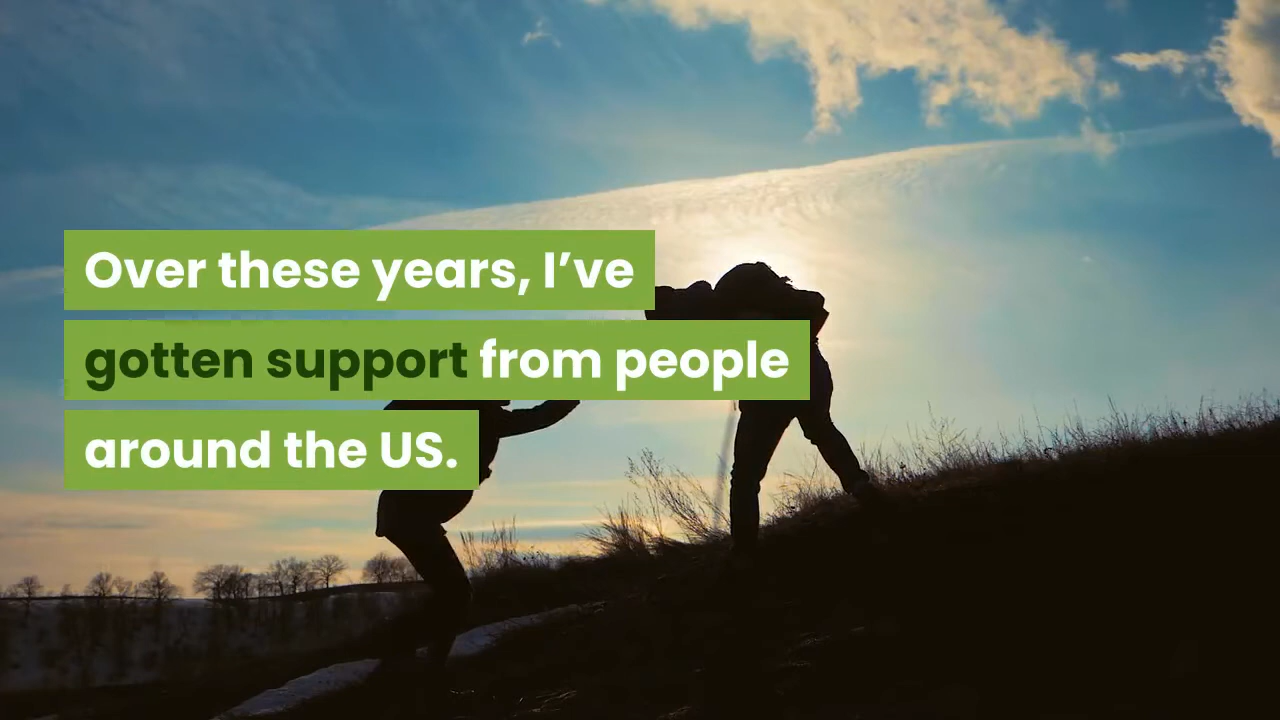 Over these years, I’ve
gotten support from people
around the US.